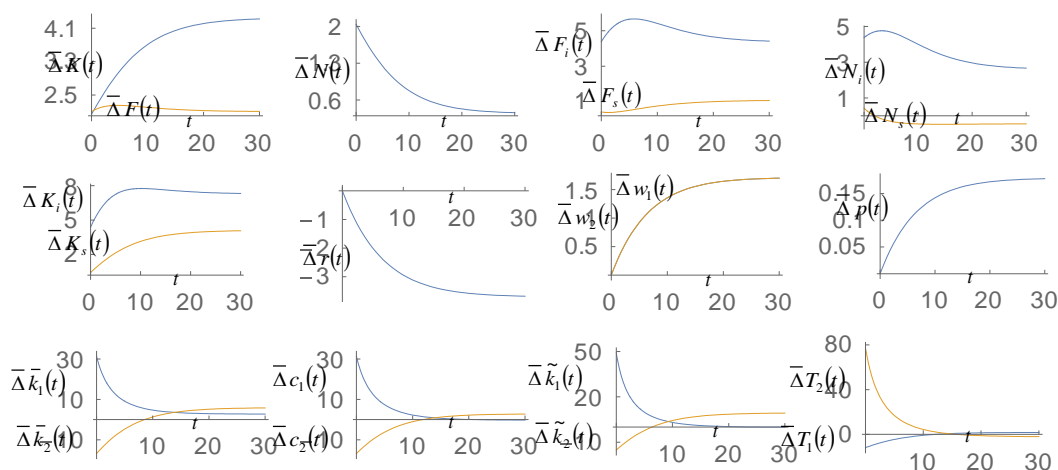 4.1
3.3
Δ̅K(t)
2.5
Δ̅F(t)
t
0 10 20 30
2
Δ̅N(t)
0.6
t
0 10 20 30
5
Δ̅F_i(t)
3
Δ̅F_s(t)
1
t
0 10 20 30
5
3
Δ̅N_i(t)
1
Δ̅N_s(t)
t
0 10 20 30
8
Δ̅K_i(t)
5
Δ̅K_s(t)
2
t
0 10 20 30
t
10 20 30
−1
−2
Δ̅r(t)
−3
1.5
Δ̅w_1(t)
Δ̅w_2(t)
0.5
t
0 10 20 30
0.45
Δ̅p(t)
0.05
t
0 10 20 30
30
Δ̅k̄_1(t)
10
t
10 20 30
Δ̅k̄_2(t)
30
Δ̅c_1(t)
10
t
10 20 30
Δ̅c_2(t)
50
Δ̅k̃_1(t)
20
t
10 20 30
Δ̅k̃_2(t)
80
Δ̅T_2(t)
40
0
t
Δ̅T_1(t)
10 20 30